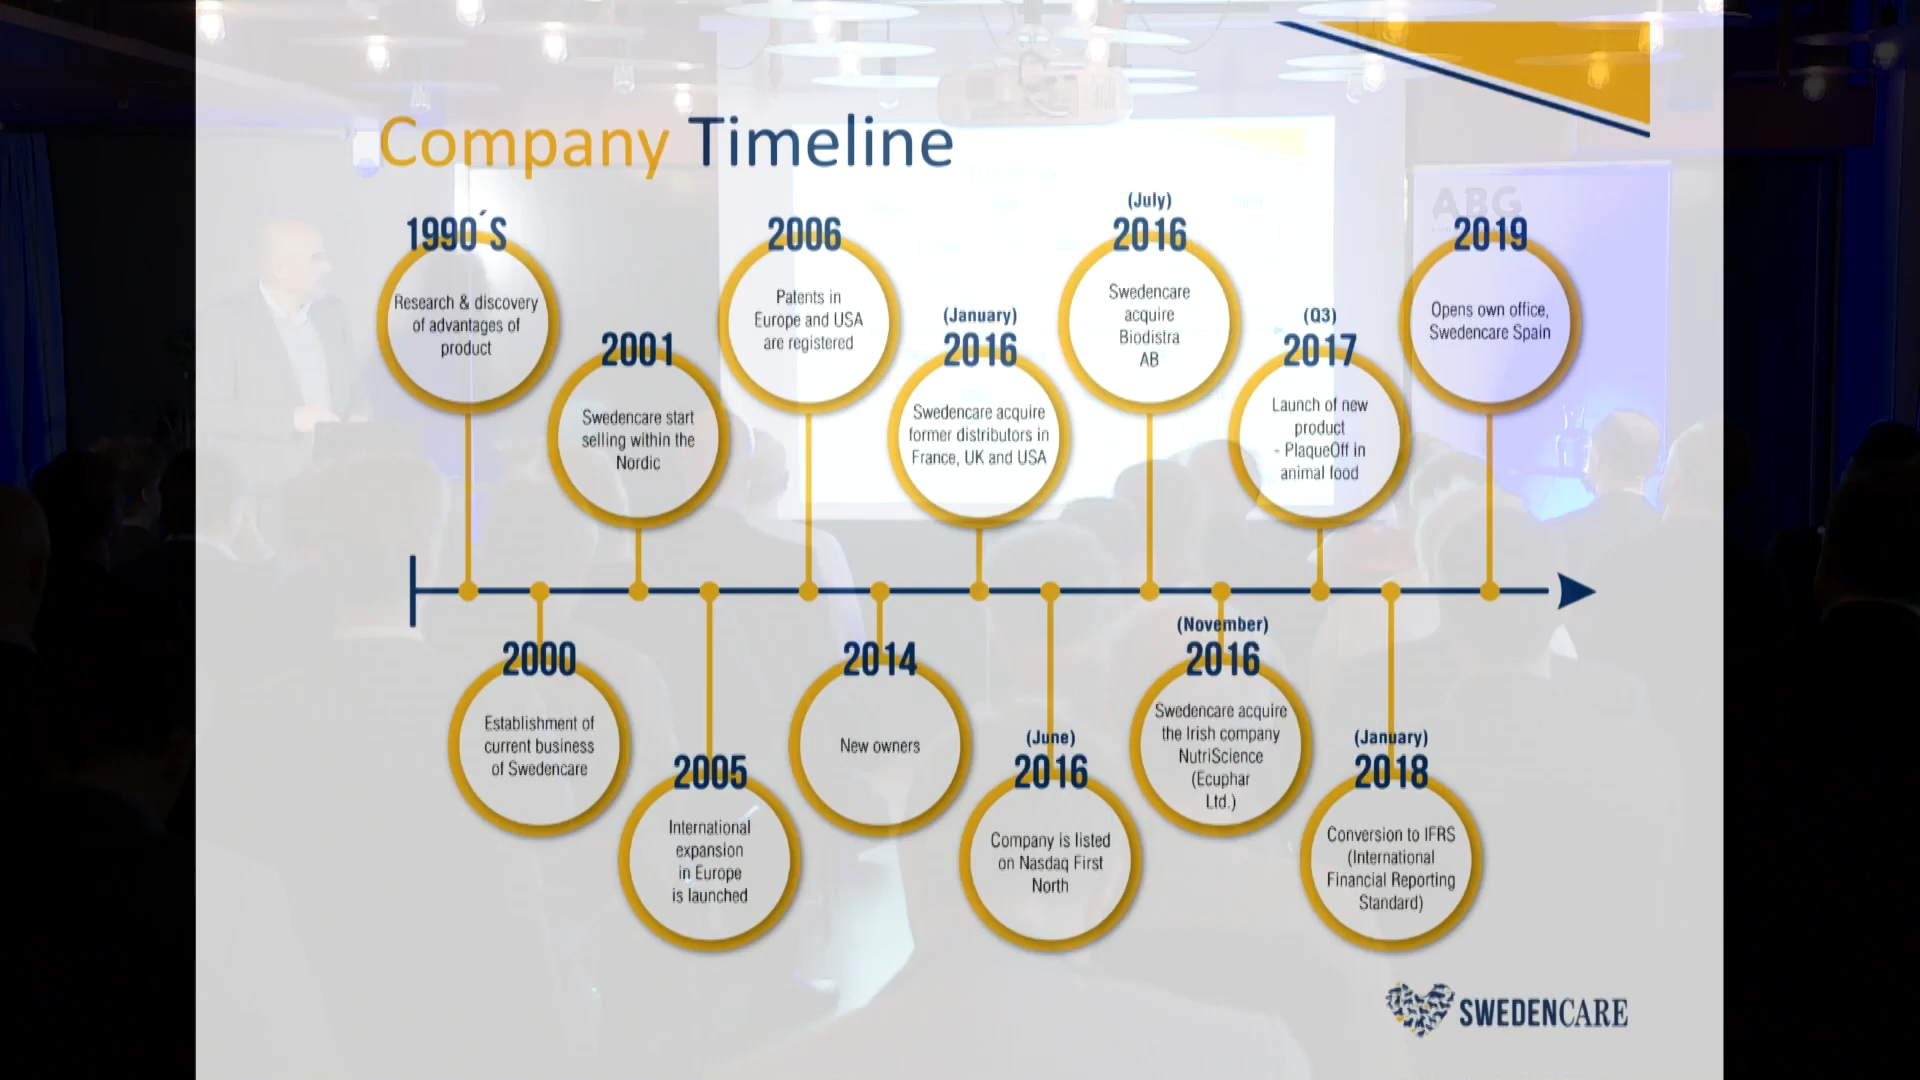 Company Timeline
1990´S
Research & discovery
of advantages of
product
2000
Establishment of
current business
of Swedencare
2001
Swedencare start
selling within the
Nordic
2005
International
expansion
in Europe
is launched
2006
Patents in
Europe and USA
are registered
2014
New owners
(January)
2016
Swedencare acquire
former distributors in
France, UK and USA
(June)
2016
Company is listed
on Nasdaq First
North
(July)
2016
Swedencare
acquire
Biodistra
AB
(November)
2016
Swedencare acquire
the Irish company
NutriScience
(Ecuphar
Ltd.)
(Q3)
2017
Launch of new
product
- PlaqueOff in
animal food
(January)
2018
Conversion to IFRS
(International
Financial Reporting
Standard)
2019
Opens own office,
Swedencare Spain
ABG
SWEDENCARE